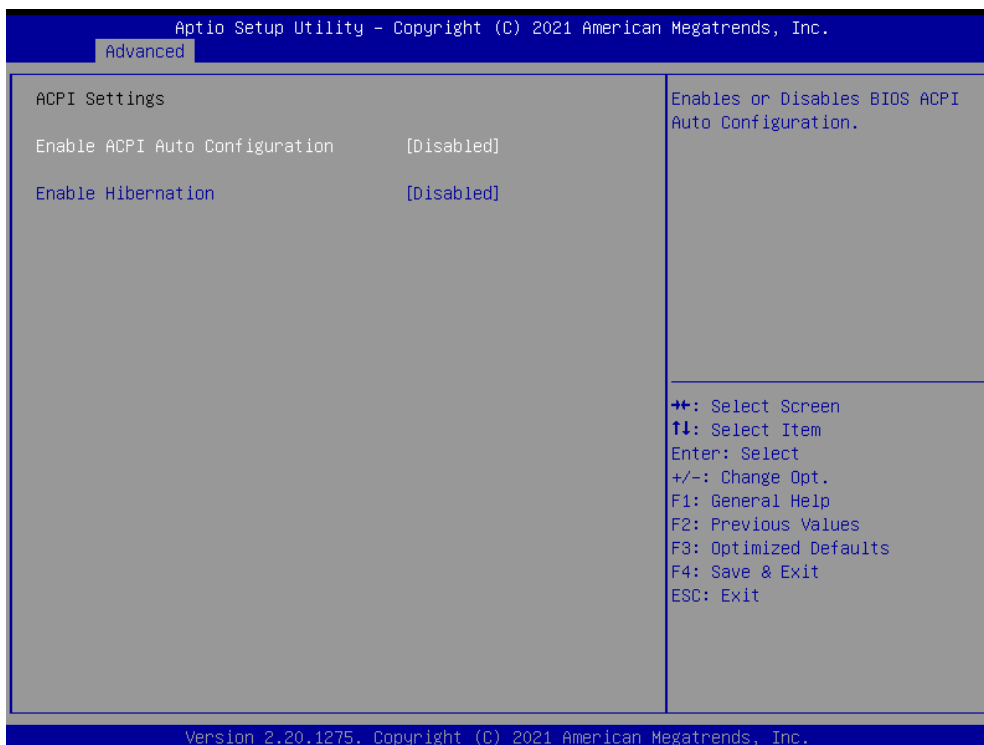 Aptio Setup Utility – Copyright (C) 2021 American Megatrends, Inc.
Advanced
ACPI Settings
Enable ACPI Auto Configuration [Disabled]
Enable Hibernation [Disabled]
Enables or Disables BIOS ACPI
Auto Configuration.
→←: Select Screen
↑↓: Select Item
Enter: Select
+/-: Change Opt.
F1: General Help
F2: Previous Values
F3: Optimized Defaults
F4: Save & Exit
ESC: Exit
Version 2.20.1275. Copyright (C) 2021 American Megatrends, Inc.